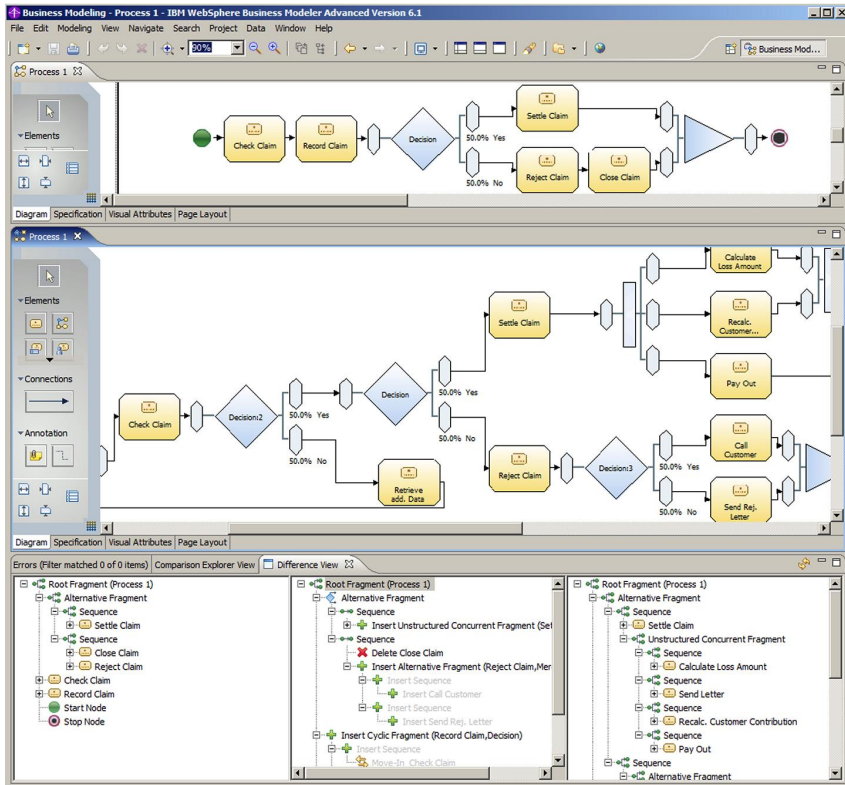 Business Modeling - Process 1 - IBM WebSphere Business Modeler Advanced Version 6.1
File Edit Modeling View Navigate Search Project Data Window Help
90%
Business Mod...
Process 1
Elements
Check Claim
Record Claim
Decision
50.0% Yes
50.0% No
Settle Claim
Reject Claim
Close Claim
Diagram Specification Visual Attributes Page Layout
Process 1
Elements
Connections
Annotation
Check Claim
Decision:2
50.0% Yes
50.0% No
Retrieve
add. Data
Decision
50.0% Yes
50.0% No
Settle Claim
Reject Claim
Calculate
Loss Amount
Recalc.
Customer...
Pay Out
Decision:3
50.0% Yes
50.0% No
Call
Customer
Send Rej.
Letter
Diagram Specification Visual Attributes Page Layout
Errors (Filter matched 0 of 0 items) Comparison Explorer View Difference View
Root Fragment (Process 1)
Alternative Fragment
Sequence
Settle Claim
Sequence
Close Claim
Reject Claim
Check Claim
Record Claim
Start Node
Stop Node
Root Fragment (Process 1)
Alternative Fragment
Sequence
Insert Unstructured Concurrent Fragment (Set
Sequence
Delete Close Claim
Insert Alternative Fragment (Reject Claim,Mer
Insert Sequence
Insert Call Customer
Insert Sequence
Insert Send Rej. Letter
Insert Cyclic Fragment (Record Claim,Decision)
Insert Sequence
Move-In Check Claim
Root Fragment (Process 1)
Alternative Fragment
Sequence
Settle Claim
Unstructured Concurrent Fragment
Sequence
Calculate Loss Amount
Sequence
Send Letter
Sequence
Recalc. Customer Contribution
Sequence
Pay Out
Sequence
Alternative Fragment